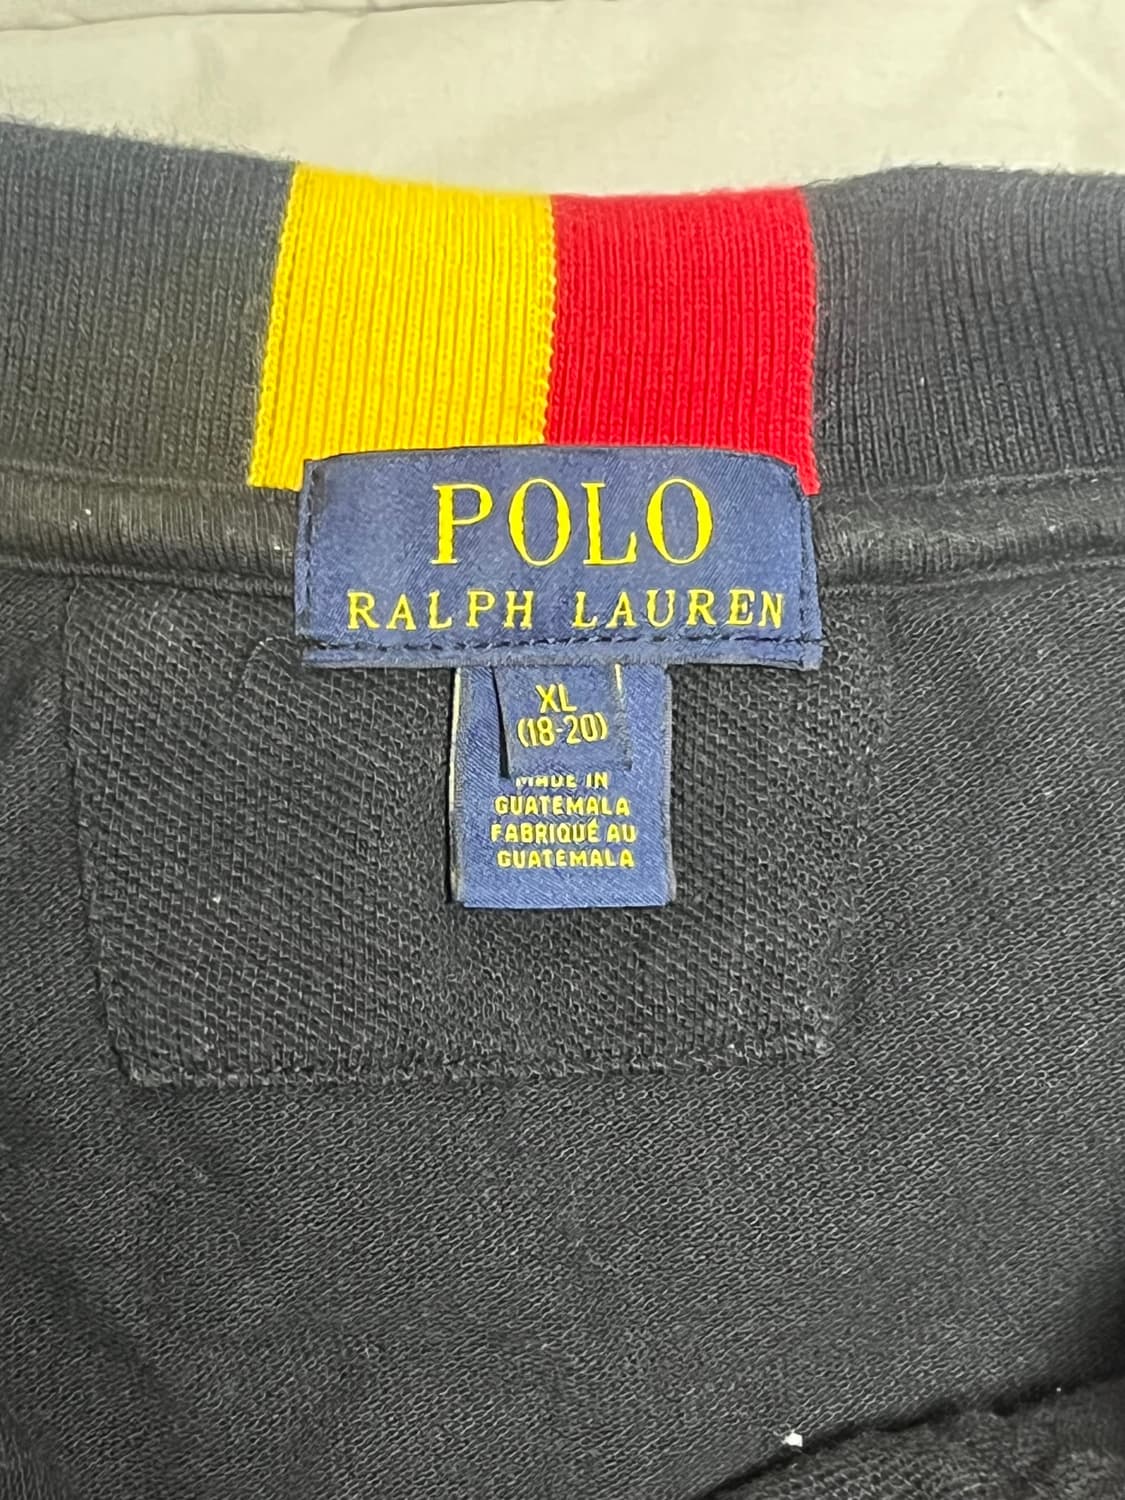 POLO
RALPH LAUREN
XL
(18-20)
MADE IN
GUATEMALA
FABRIQUÉ AU
GUATEMALA